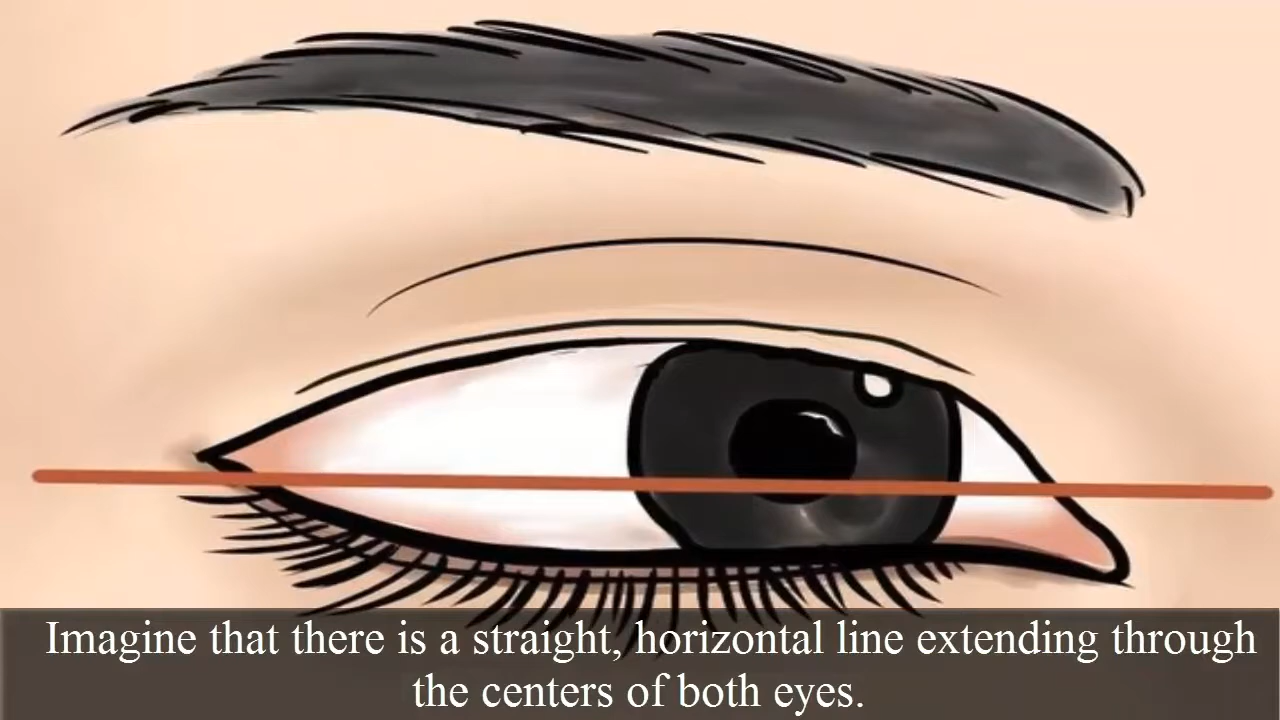 Imagine that there is a straight, horizontal line extending through
the centers of both eyes.